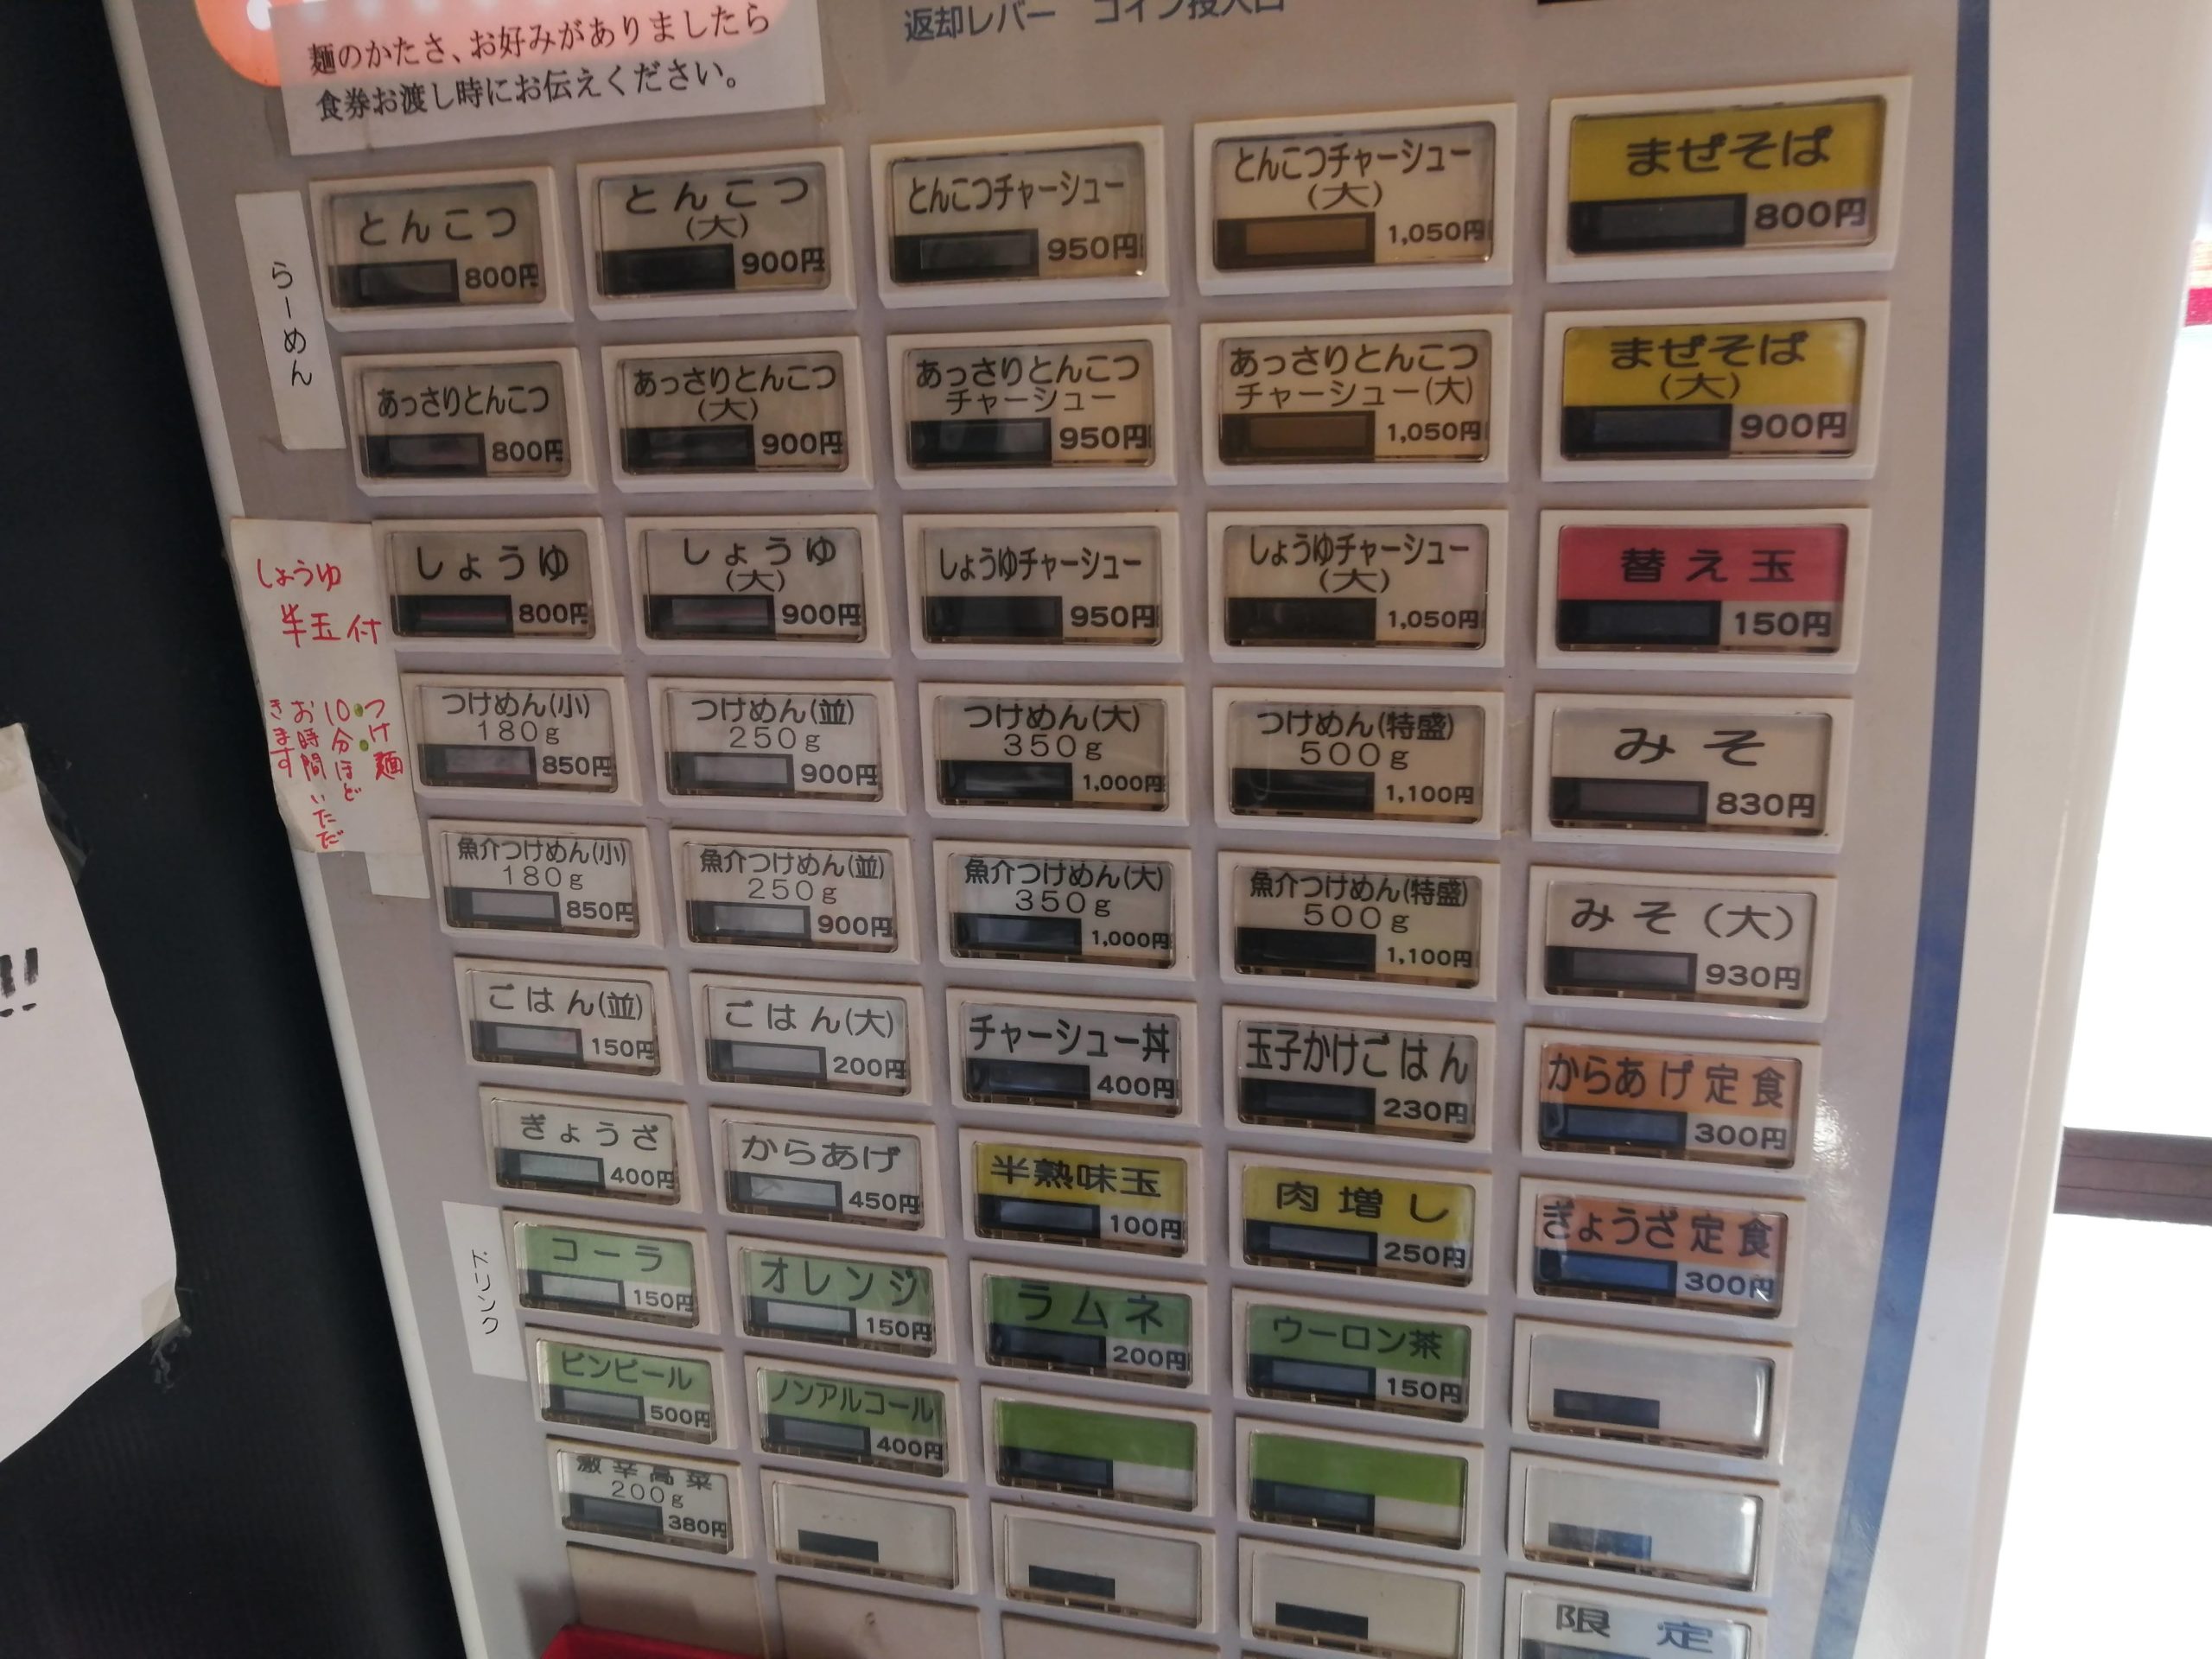 返却レバー コイン投入口
麺のかたさ、お好みがありましたら
食券お渡し時にお伝えください。
らーめん
とんこつ
800円
とんこつ
(大)
900円
とんこつチャーシュー
950円
とんこつチャーシュー
(大)
1,050円
まぜそば
800円
あっさりとんこつ
800円
あっさりとんこつ
(大)
900円
あっさりとんこつ
チャーシュー
950円
あっさりとんこつ
チャーシュー(大)
1,050円
まぜそば
(大)
900円
しょうゆ
半玉付
つけ麺
10分ほど
お時間いただ
きます
しょうゆ
800円
しょうゆ
(大)
900円
しょうゆチャーシュー
950円
しょうゆチャーシュー
(大)
1,050円
替え玉
150円
つけめん(小)
180g
850円
つけめん(並)
250g
900円
つけめん(大)
350g
1,000円
つけめん(特盛)
500g
1,100円
みそ
830円
魚介つけめん(小)
180g
850円
魚介つけめん(並)
250g
900円
魚介つけめん(大)
350g
1,000円
魚介つけめん(特盛)
500g
1,100円
みそ(大)
930円
ごはん(並)
150円
ごはん(大)
200円
チャーシュー丼
400円
玉子かけごはん
230円
からあげ定食
300円
ぎょうざ
400円
からあげ
450円
半熟味玉
100円
肉増し
250円
ぎょうざ定食
300円
ドリンク
コーラ
150円
オレンジ
150円
ラムネ
200円
ウーロン茶
150円
ビンビール
500円
ノンアルコール
400円
激辛高菜
200g
380円
限定
!!